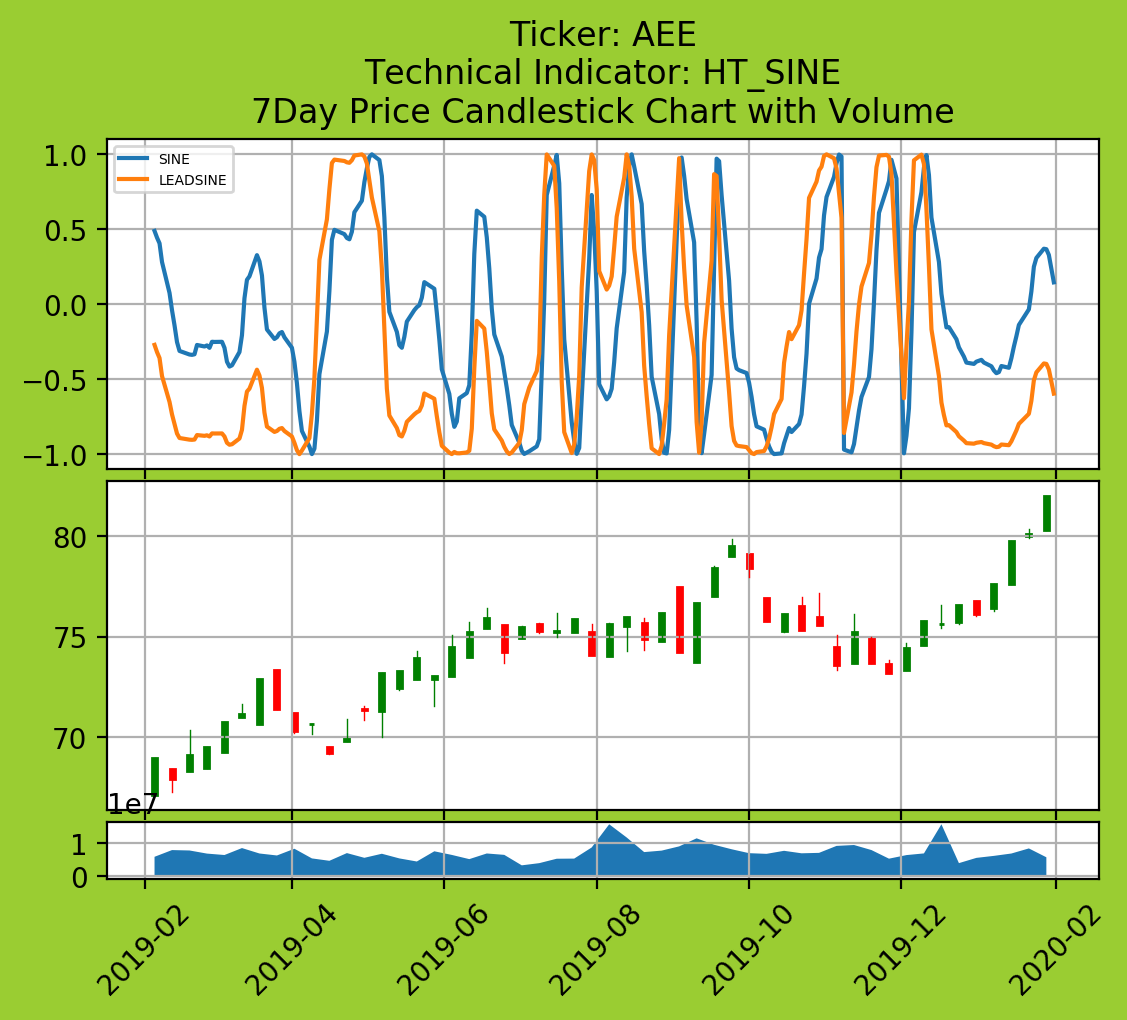 Ticker: AEE
Technical Indicator: HT_SINE
7Day Price Candlestick Chart with Volume
SINE
LEADSINE
1.0
0.5
0.0
−0.5
−1.0
80
75
70
1e7
1
0
2019-02
2019-04
2019-06
2019-08
2019-10
2019-12
2020-02